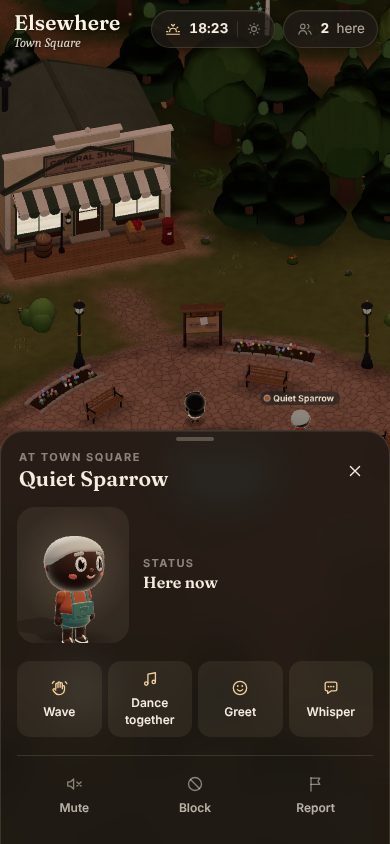 Elsewhere
Town Square
18:23
2 here
GENERAL STORE
Quiet Sparrow
AT TOWN SQUARE
Quiet Sparrow
STATUS
Here now
Wave
Dance
together
Greet
Whisper
Mute
Block
Report